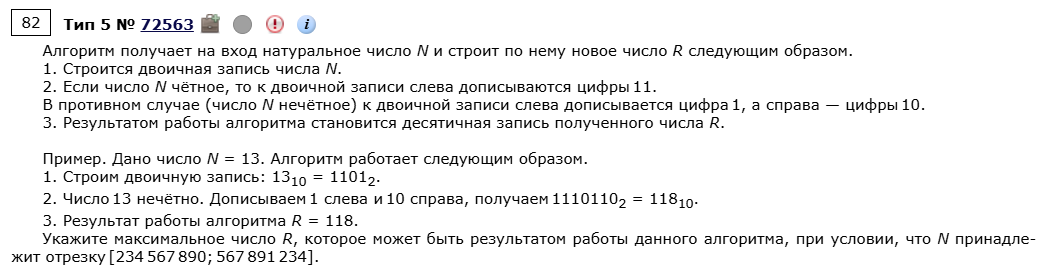 82 Тип 5 № 72563
Алгоритм получает на вход натуральное число N и строит по нему новое число R следующим образом.
1. Строится двоичная запись числа N.
2. Если число N чётное, то к двоичной записи слева дописываются цифры 11.
В противном случае (число N нечётное) к двоичной записи слева дописывается цифра 1, а справа — цифры 10.
3. Результатом работы алгоритма становится десятичная запись полученного числа R.
Пример. Дано число N = 13. Алгоритм работает следующим образом.
1. Строим двоичную запись: 13₁₀ = 1101₂.
2. Число 13 нечётно. Дописываем 1 слева и 10 справа, получаем 1110110₂ = 118₁₀.
3. Результат работы алгоритма R = 118.
Укажите максимальное число R, которое может быть результатом работы данного алгоритма, при условии, что N принадле-
жит отрезку [234 567 890; 567 891 234].